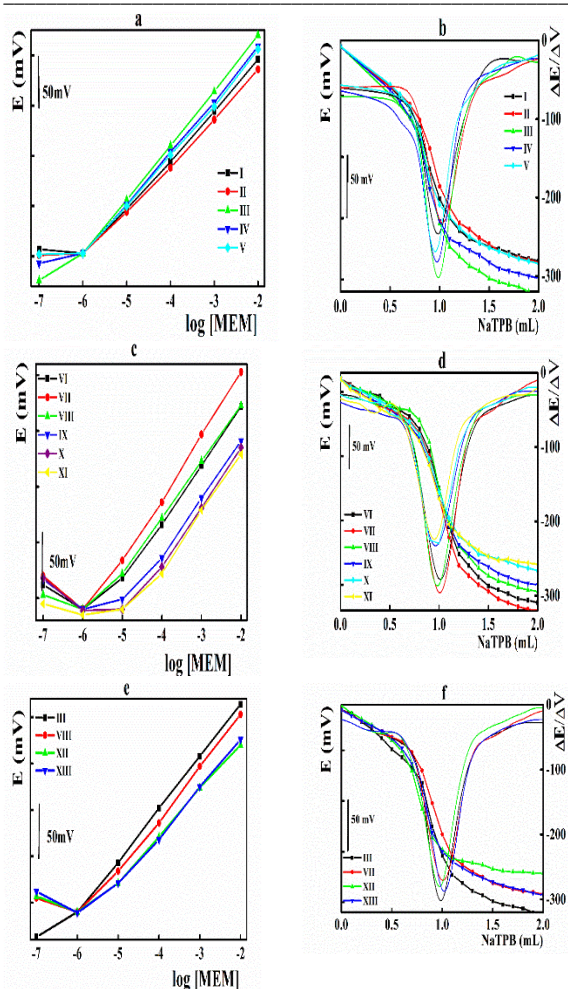 a
E (mV)
50mV
I
II
III
IV
V
-7 -6 -5 -4 -3 -2
log [MEM]
b
E (mV)
50 mV
I
II
III
IV
V
0
-100
-200
-300
ΔE/ΔV
0.0 0.5 1.0 1.5 2.0
NaTPB (mL)
c
E (mV)
50mV
VI
VII
VIII
IX
X
XI
-7 -6 -5 -4 -3 -2
log [MEM]
d
E (mV)
50 mV
VI
VII
VIII
IX
X
XI
0
-100
-200
-300
ΔE/ΔV
0.0 0.5 1.0 1.5 2.0
NaTPB (mL)
e
E (mV)
50mV
III
VIII
XII
XIII
-7 -6 -5 -4 -3 -2
log [MEM]
f
E (mV)
50 mV
III
VII
XII
XIII
0
-100
-200
-300
ΔE/ΔV
0.0 0.5 1.0 1.5 2.0
NaTPB (mL)